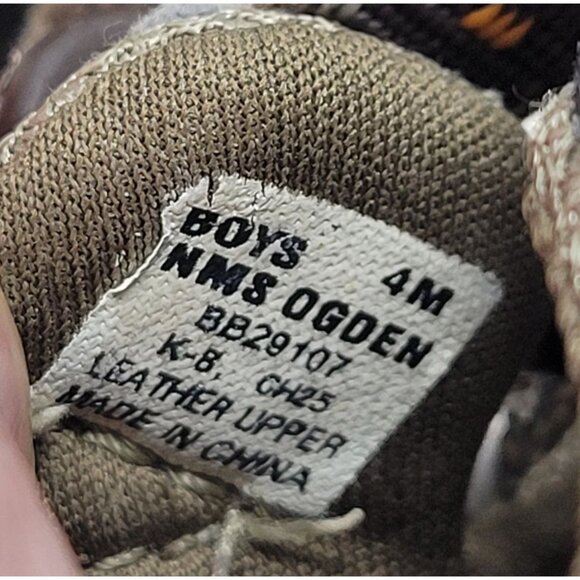 BOYS 4M
NMS OGDEN
BB29107
K-8, CH25
LEATHER UPPER
MADE IN CHINA